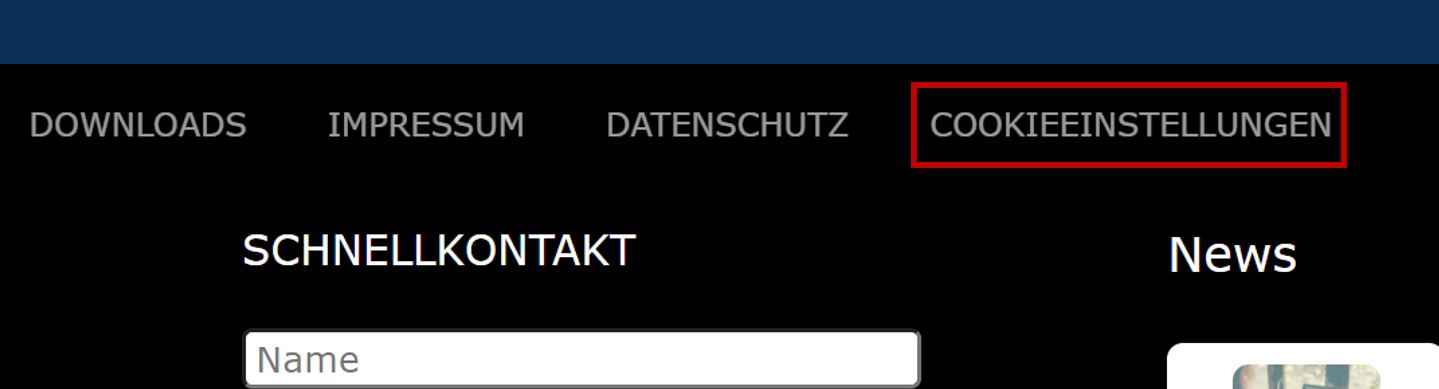 DOWNLOADS IMPRESSUM DATENSCHUTZ COOKIEEINSTELLUNGEN
SCHNELLKONTAKT
News
Name